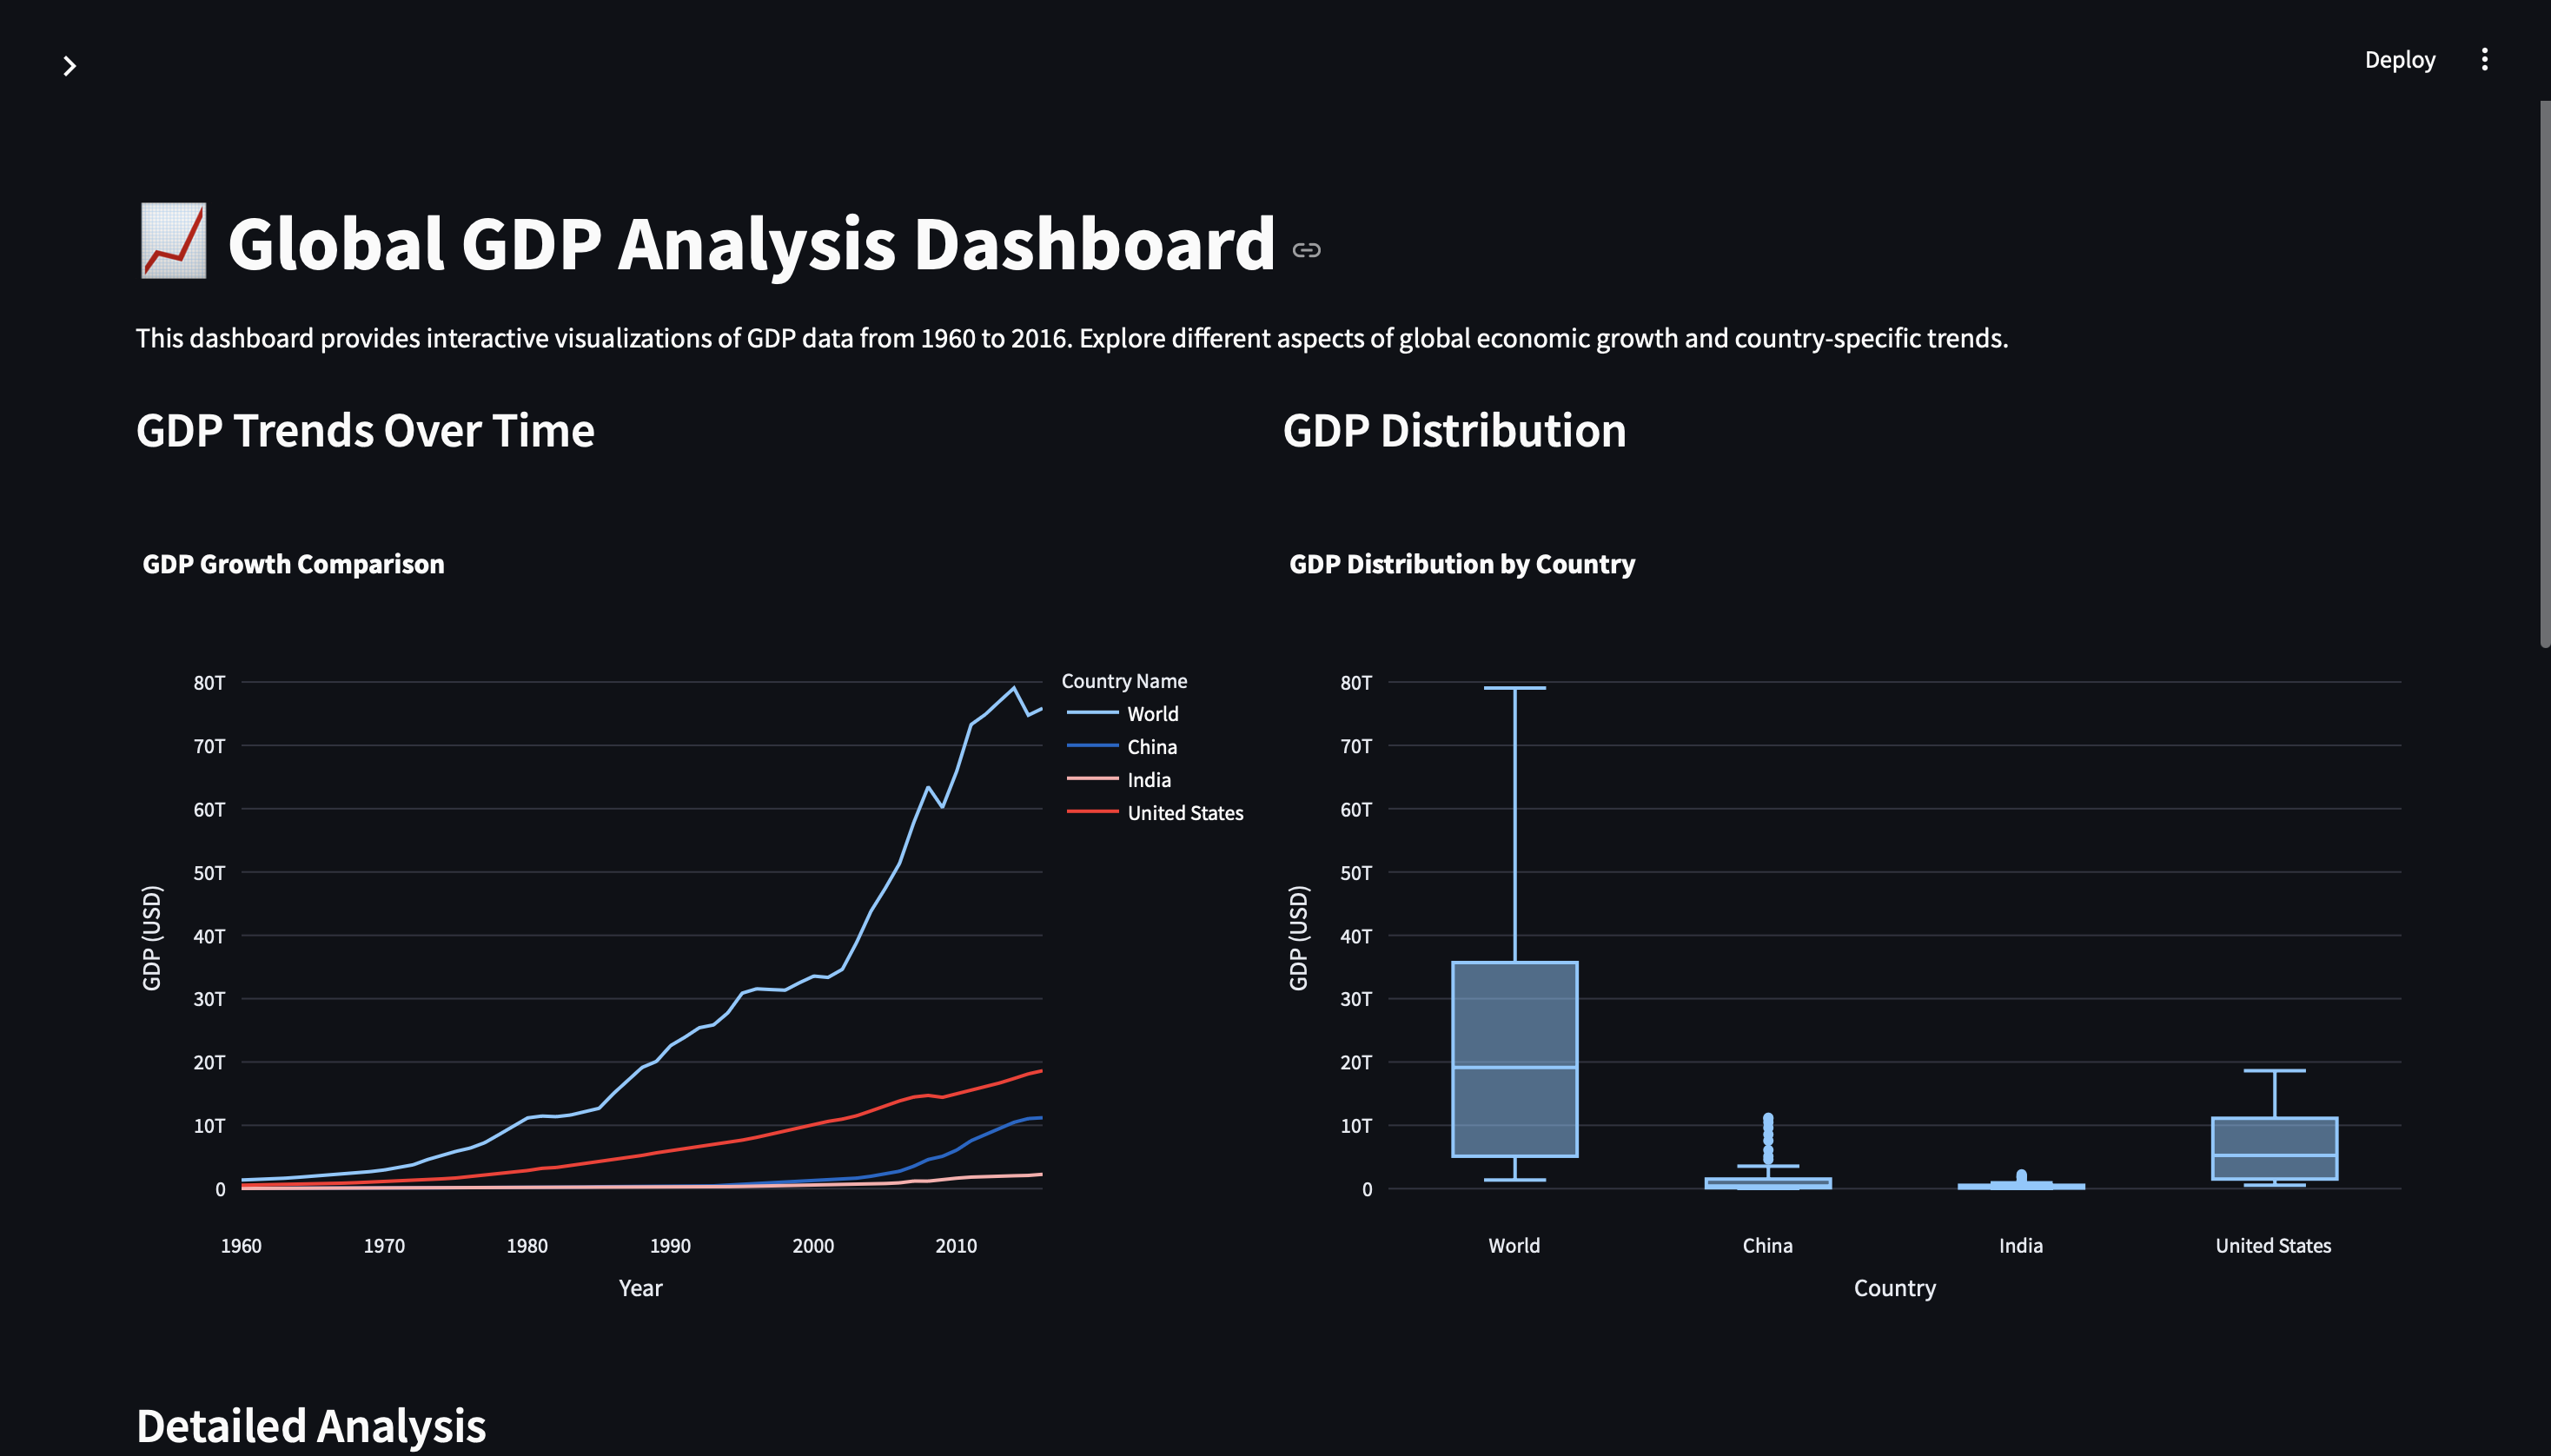 Deploy
📈 Global GDP Analysis Dashboard
This dashboard provides interactive visualizations of GDP data from 1960 to 2016. Explore different aspects of global economic growth and country-specific trends.
GDP Trends Over Time
GDP Growth Comparison
80T
70T
60T
50T
40T
30T
20T
10T
0
GDP (USD)
1960 1970 1980 1990 2000 2010
Year
Country Name
World
China
India
United States
GDP Distribution
GDP Distribution by Country
80T
70T
60T
50T
40T
30T
20T
10T
0
GDP (USD)
World China India United States
Country
Detailed Analysis